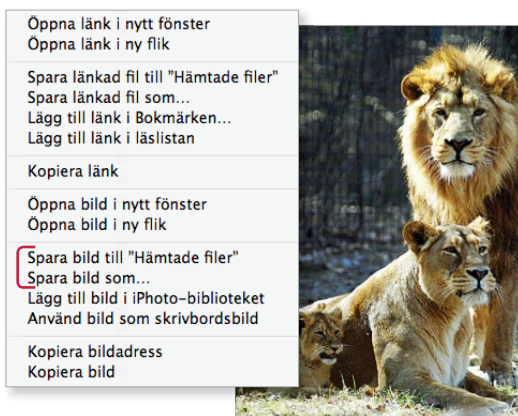 Öppna länk i nytt fönster
Öppna länk i ny flik
Spara länkad fil till ”Hämtade filer”
Spara länkad fil som...
Lägg till länk i Bokmärken...
Lägg till länk i läslistan
Kopiera länk
Öppna bild i nytt fönster
Öppna bild i ny flik
Spara bild till ”Hämtade filer”
Spara bild som...
Lägg till bild i iPhoto-biblioteket
Använd bild som skrivbordsbild
Kopiera bildadress
Kopiera bild